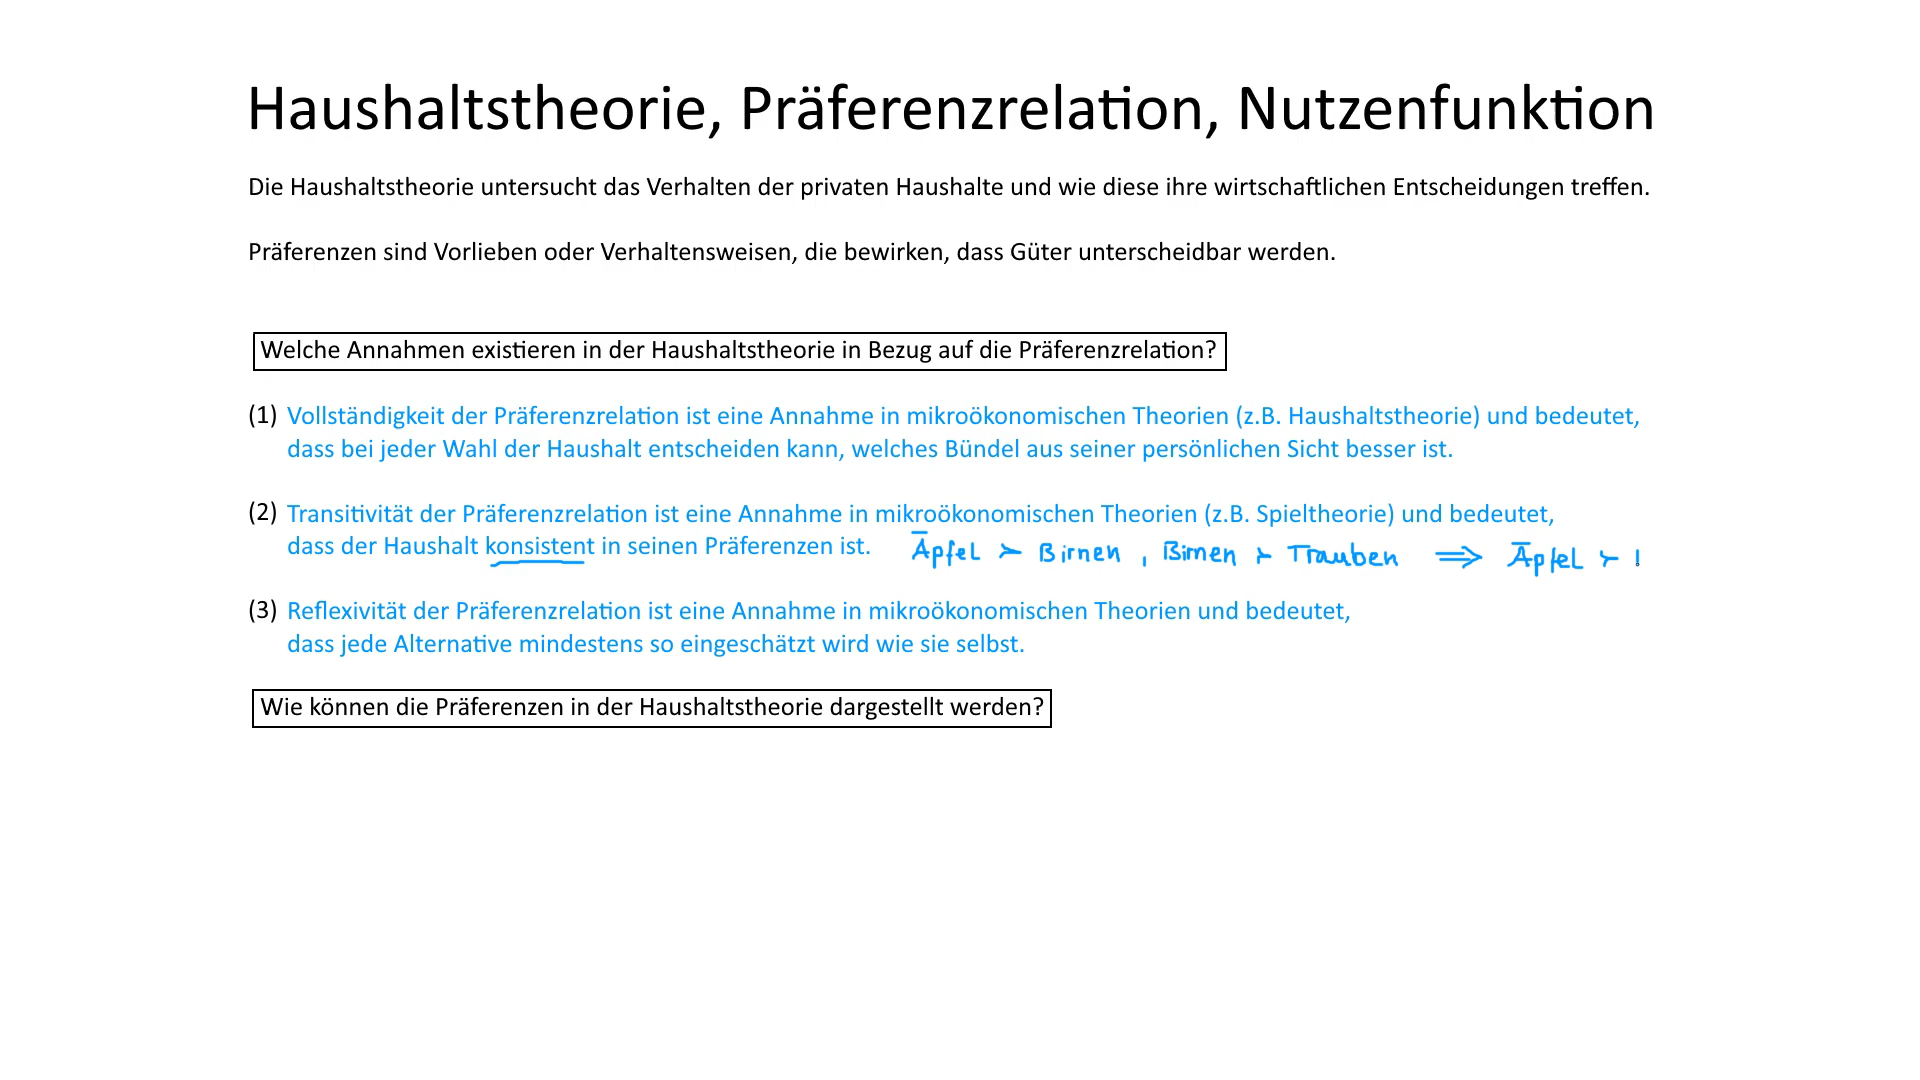 Haushaltstheorie, Präferenzrelation, Nutzenfunktion
Die Haushaltstheorie untersucht das Verhalten der privaten Haushalte und wie diese ihre wirtschaftlichen Entscheidungen treffen.
Präferenzen sind Vorlieben oder Verhaltensweisen, die bewirken, dass Güter unterscheidbar werden.
Welche Annahmen existieren in der Haushaltstheorie in Bezug auf die Präferenzrelation?
(1) Vollständigkeit der Präferenzrelation ist eine Annahme in mikroökonomischen Theorien (z.B. Haushaltstheorie) und bedeutet,
dass bei jeder Wahl der Haushalt entscheiden kann, welches Bündel aus seiner persönlichen Sicht besser ist.
(2) Transitivität der Präferenzrelation ist eine Annahme in mikroökonomischen Theorien (z.B. Spieltheorie) und bedeutet,
dass der Haushalt konsistent in seinen Präferenzen ist. Äpfel ≻ Birnen , Birnen ≻ Trauben ⟹ Äpfel ≻
(3) Reflexivität der Präferenzrelation ist eine Annahme in mikroökonomischen Theorien und bedeutet,
dass jede Alternative mindestens so eingeschätzt wird wie sie selbst.
Wie können die Präferenzen in der Haushaltstheorie dargestellt werden?